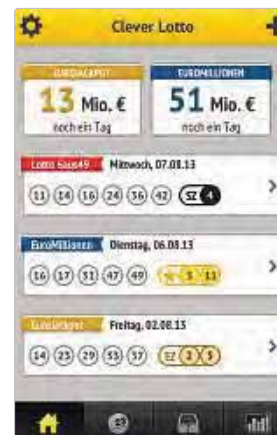 Clever Lotto
EUROJACKPOT
13 Mio. €
noch ein Tag
EUROMILLIONEN
51 Mio. €
noch ein Tag
Lotto 6aus49 Mittwoch, 07.08.13
11 14 16 24 36 42 SZ 4
EuroMillionen Dienstag, 06.08.13
16 17 31 47 49 ★ 5 11
EuroJackpot Freitag, 02.08.13
14 23 29 53 37 EZ 2 5